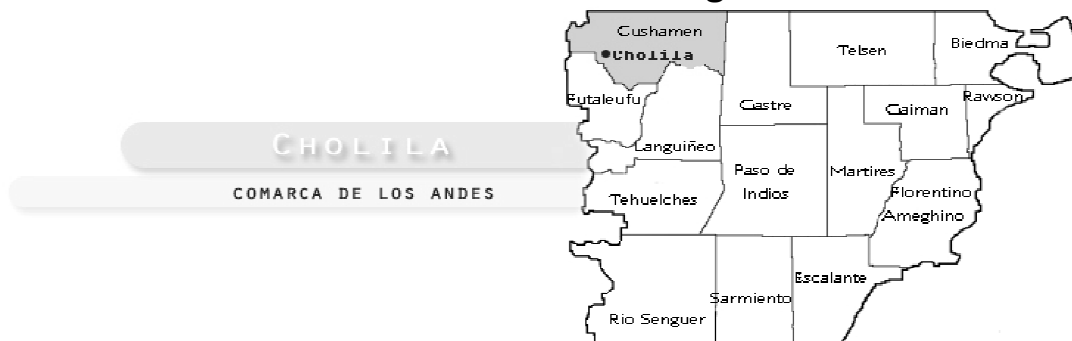 Cushamen
Cholila
Telsen
Biedma
Futaleufu
Gastre
Gaiman
Rawson
CHOLILA
Languiñeo
COMARCA DE LOS ANDES
Paso de
Indios
Martires
Tehuelches
Florentino
Ameghino
Escalante
Sarmiento
Rio Senguer